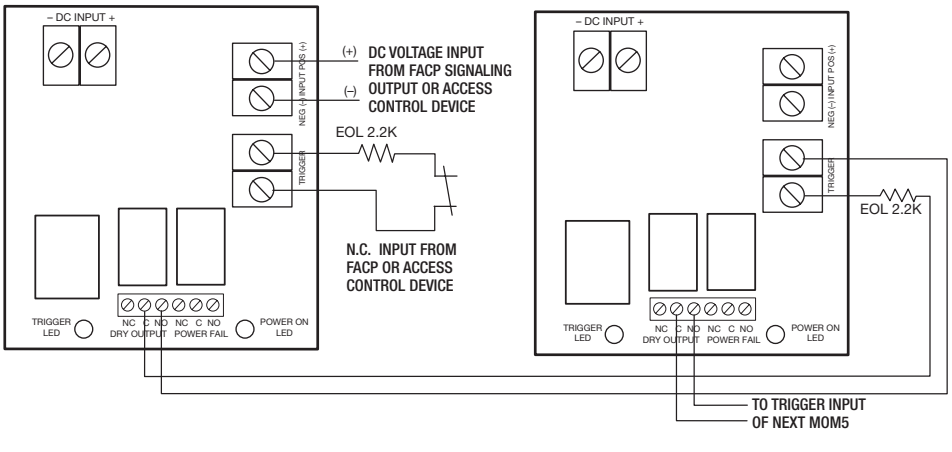 – DC INPUT +
NEG (–) INPUT POS (+)
(+) DC VOLTAGE INPUT
FROM FACP SIGNALING
(–) OUTPUT OR ACCESS
CONTROL DEVICE
EOL 2.2K
TRIGGER
N.C. INPUT FROM
FACP OR ACCESS
CONTROL DEVICE
TRIGGER
LED
NC C NO NC C NO
DRY OUTPUT POWER FAIL
POWER ON
LED
– DC INPUT +
NEG (–) INPUT POS (+)
TRIGGER
EOL 2.2K
TRIGGER
LED
NC C NO NC C NO
DRY OUTPUT POWER FAIL
POWER ON
LED
TO TRIGGER INPUT
OF NEXT MOM5